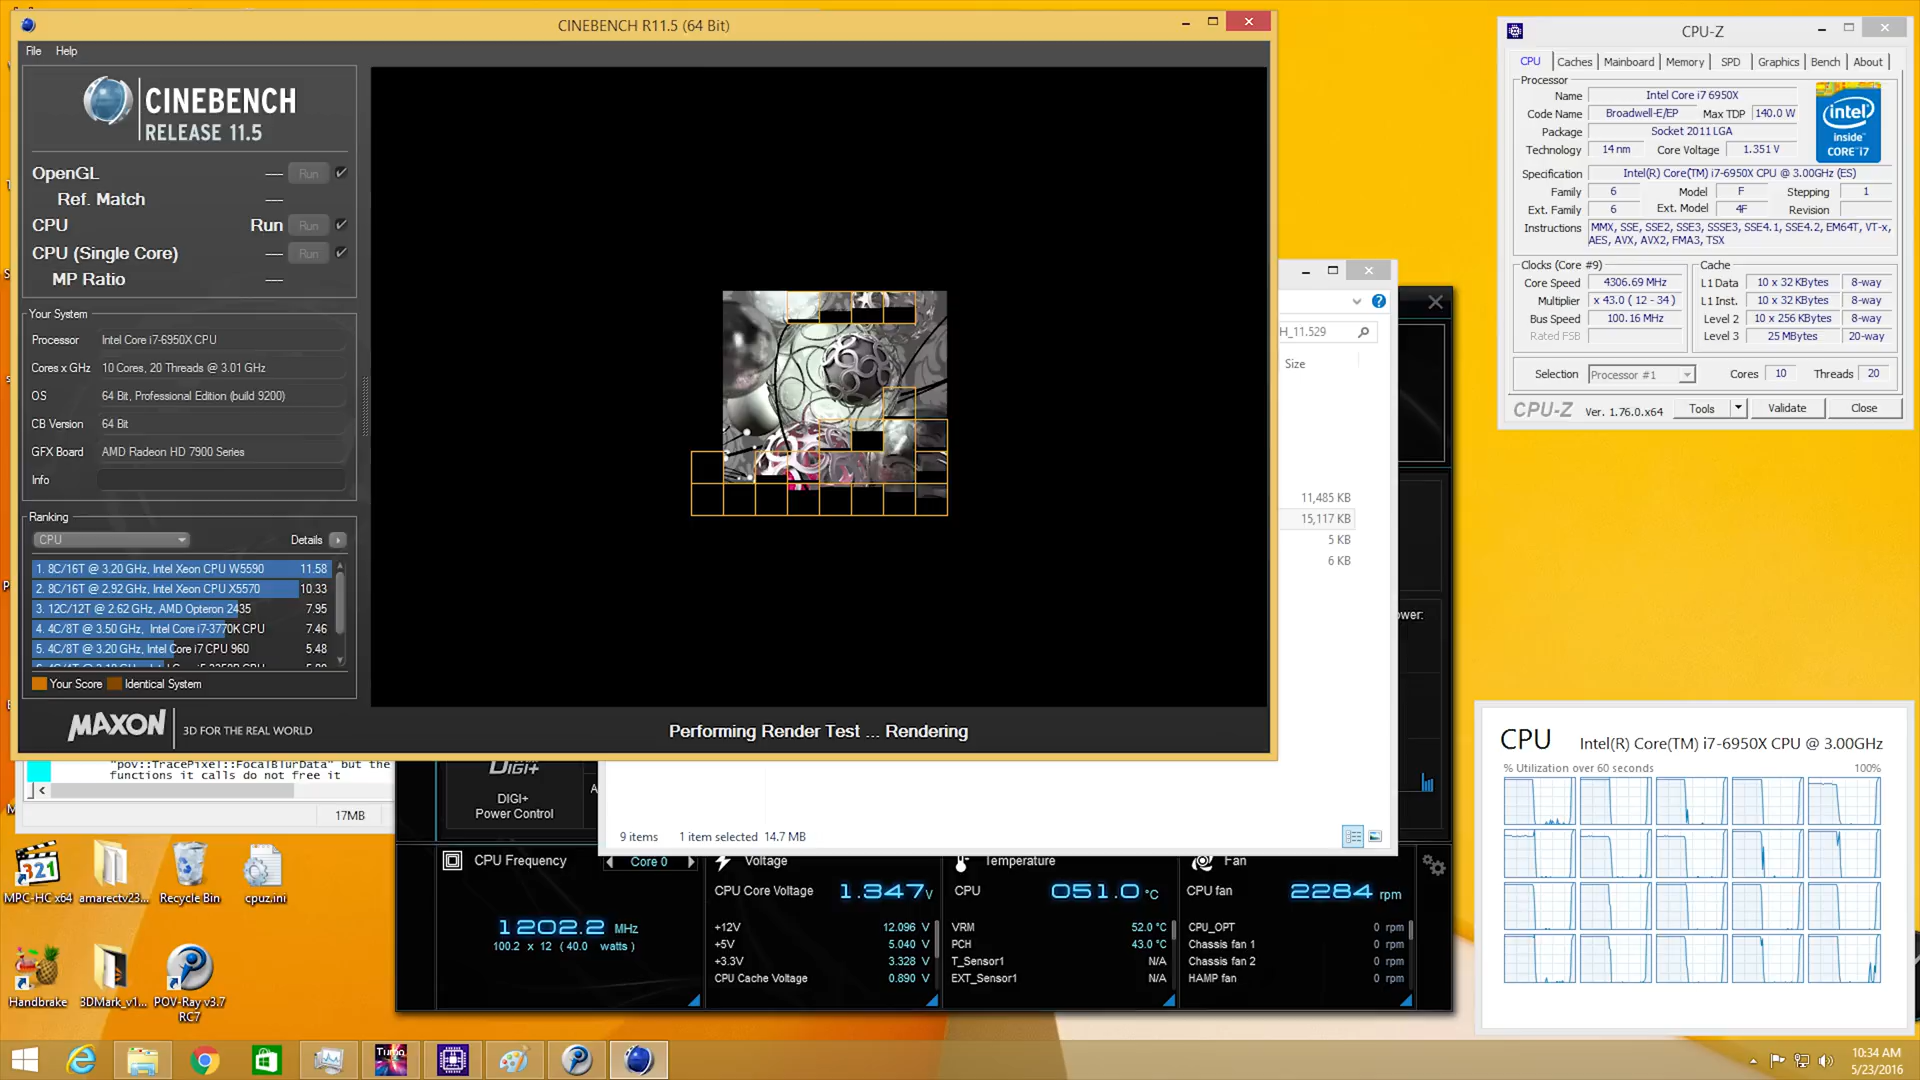 CINEBENCH R11.5 (64 Bit)
File Help
CINEBENCH
RELEASE 11.5
OpenGL — Run
Ref. Match —
CPU Run Run
CPU (Single Core) — Run
MP Ratio —
Your System
Processor Intel Core i7-6950X CPU
Cores x GHz 10 Cores, 20 Threads @ 3.01 GHz
OS 64 Bit, Professional Edition (build 9200)
CB Version 64 Bit
GFX Board AMD Radeon HD 7900 Series
Info
Ranking
CPU Details
1. 8C/16T @ 3.20 GHz, Intel Xeon CPU W5590 11.58
2. 8C/16T @ 2.92 GHz, Intel Xeon CPU X5570 10.33
3. 12C/12T @ 2.62 GHz, AMD Opteron 2435 7.95
4. 4C/8T @ 3.50 GHz, Intel Core i7-3770K CPU 7.46
5. 4C/8T @ 3.20 GHz, Intel Core i7 CPU 960 5.48
Your Score Identical System
MAXON 3D FOR THE REAL WORLD
Performing Render Test ... Rendering
CPU-Z
CPU Caches Mainboard Memory SPD Graphics Bench About
Processor
Name Intel Core i7 6950X
Code Name Broadwell-E/EP Max TDP 140.0 W
Package Socket 2011 LGA
Technology 14 nm Core Voltage 1.351 V
intel inside CORE i7
Specification Intel(R) Core(TM) i7-6950X CPU @ 3.00GHz (ES)
Family 6 Model F Stepping 1
Ext. Family 6 Ext. Model 4F Revision
Instructions MMX, SSE, SSE2, SSE3, SSSE3, SSE4.1, SSE4.2, EM64T, VT-x,
AES, AVX, AVX2, FMA3, TSX
Clocks (Core #9) Cache
Core Speed 4306.69 MHz L1 Data 10 x 32 KBytes 8-way
Multiplier x 43.0 ( 12 - 34 ) L1 Inst. 10 x 32 KBytes 8-way
Bus Speed 100.16 MHz Level 2 10 x 256 KBytes 8-way
Rated FSB Level 3 25 MBytes 20-way
Selection Processor #1 Cores 10 Threads 20
CPU-Z Ver. 1.76.0.x64 Tools Validate Close
H_11.529
Size
11,485 KB
15,117 KB
5 KB
6 KB
ower:
9 items 1 item selected 14.7 MB
"pov::TracePixel::FocalBlurData" but the
functions it calls do not free it
17MB
DIGI+
DIGI+
Power Control
A
CPU Frequency Core 0
1202.2 MHz
100.2 x 12 (40.0 watts)
Voltage
CPU Core Voltage 1.347 V
+12V 12.096 V
+5V 5.040 V
+3.3V 3.328 V
CPU Cache Voltage 0.890 V
Temperature
CPU 051.0 °C
VRM 52.0 °C
PCH 43.0 °C
T_Sensor1 N/A
EXT_Sensor1 N/A
Fan
CPU fan 2284 rpm
CPU_OPT 0 rpm
Chassis fan 1 0 rpm
Chassis fan 2 0 rpm
HAMP fan 0 rpm
CPU Intel(R) Core(TM) i7-6950X CPU @ 3.00GHz
% Utilization over 60 seconds 100%
321
MPC-HC x64 amarectv23... Recycle Bin cpuz.ini
Handbrake 3DMark_v1... POV-Ray v3.7
RC7
Turbo
10:34 AM
5/23/2016